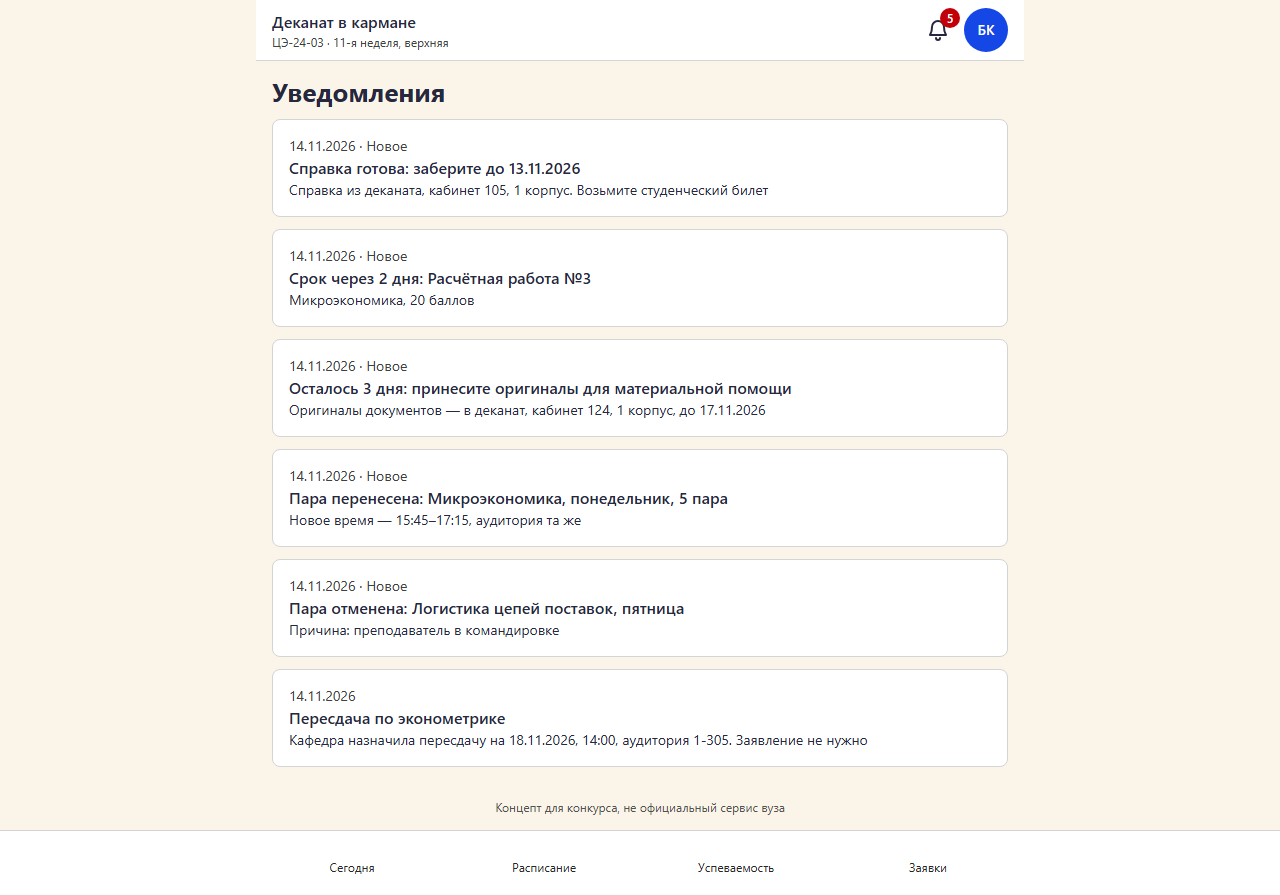 Деканат в кармане
ЦЭ-24-03 · 11-я неделя, верхняя
5
БК
Уведомления
14.11.2026 · Новое
Справка готова: заберите до 13.11.2026
Справка из деканата, кабинет 105, 1 корпус. Возьмите студенческий билет
14.11.2026 · Новое
Срок через 2 дня: Расчётная работа №3
Микроэкономика, 20 баллов
14.11.2026 · Новое
Осталось 3 дня: принесите оригиналы для материальной помощи
Оригиналы документов — в деканат, кабинет 124, 1 корпус, до 17.11.2026
14.11.2026 · Новое
Пара перенесена: Микроэкономика, понедельник, 5 пара
Новое время — 15:45–17:15, аудитория та же
14.11.2026 · Новое
Пара отменена: Логистика цепей поставок, пятница
Причина: преподаватель в командировке
14.11.2026
Пересдача по эконометрике
Кафедра назначила пересдачу на 18.11.2026, 14:00, аудитория 1-305. Заявление не нужно
Концепт для конкурса, не официальный сервис вуза
Сегодня
Расписание
Успеваемость
Заявки